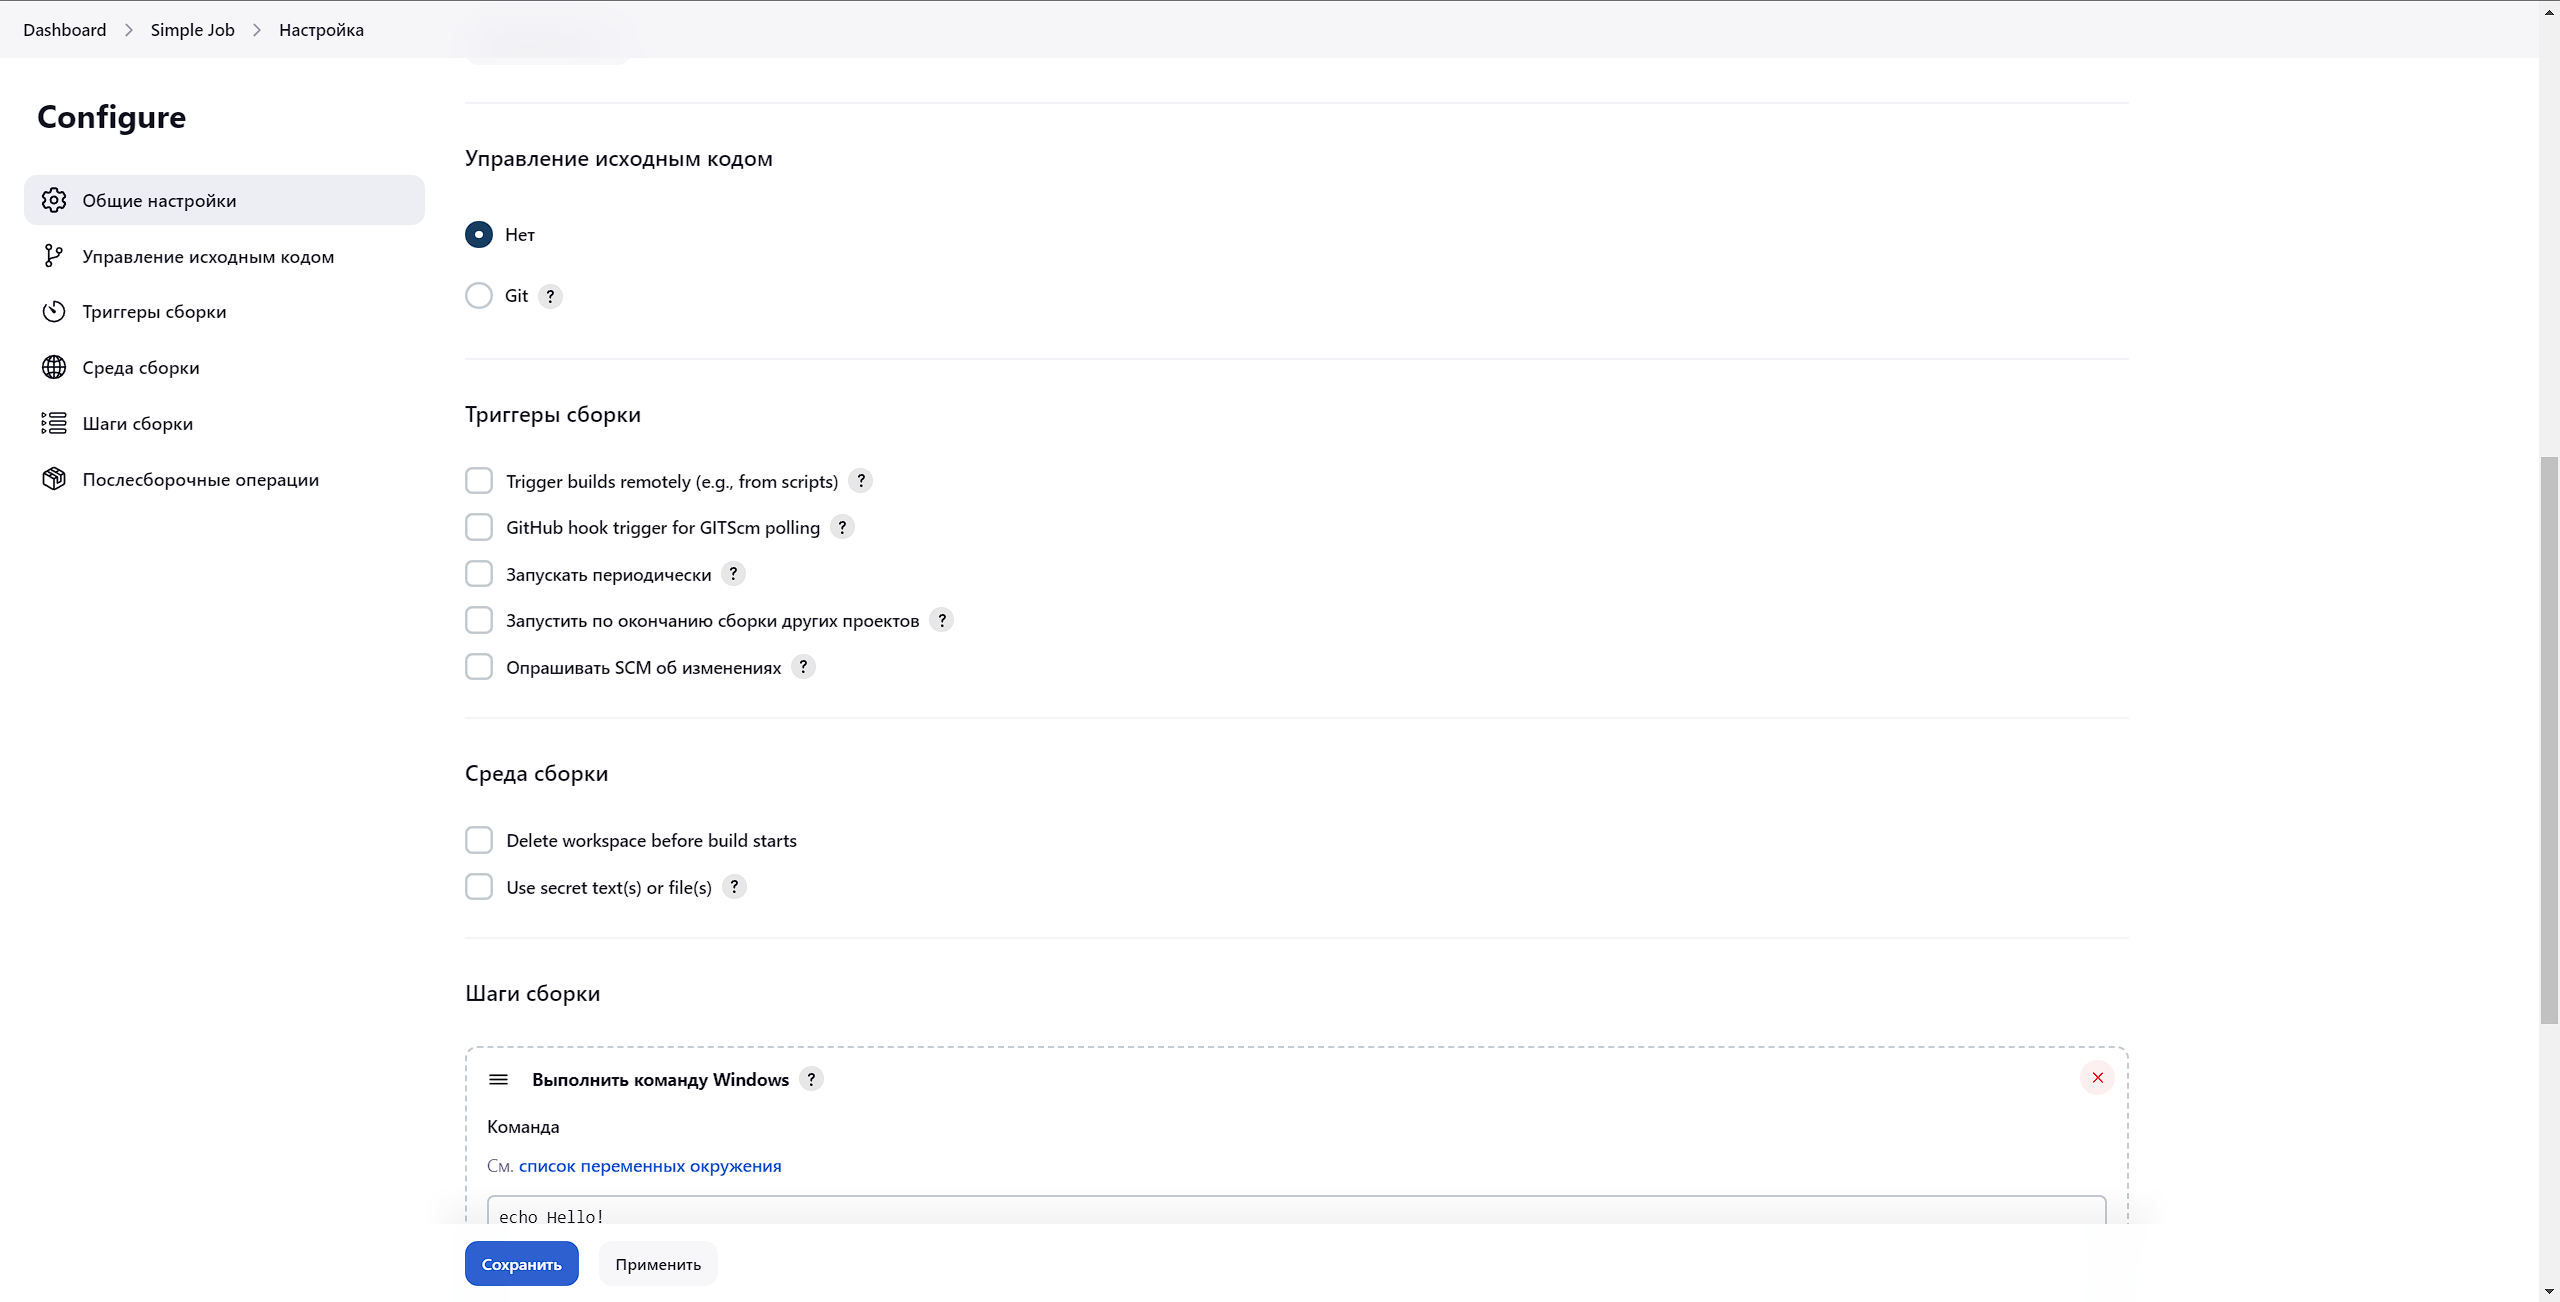 Dashboard
Simple Job
Настройка
Configure
Общие настройки
Управление исходным кодом
Триггеры сборки
Среда сборки
Шаги сборки
Послесборочные операции
Управление исходным кодом
Нет
Git ?
Триггеры сборки
Trigger builds remotely (e.g., from scripts) ?
GitHub hook trigger for GITScm polling ?
Запускать периодически ?
Запустить по окончанию сборки других проектов ?
Опрашивать SCM об изменениях ?
Среда сборки
Delete workspace before build starts
Use secret text(s) or file(s) ?
Шаги сборки
Выполнить команду Windows ?
Команда
См. список переменных окружения
echo Hello!
Сохранить
Применить